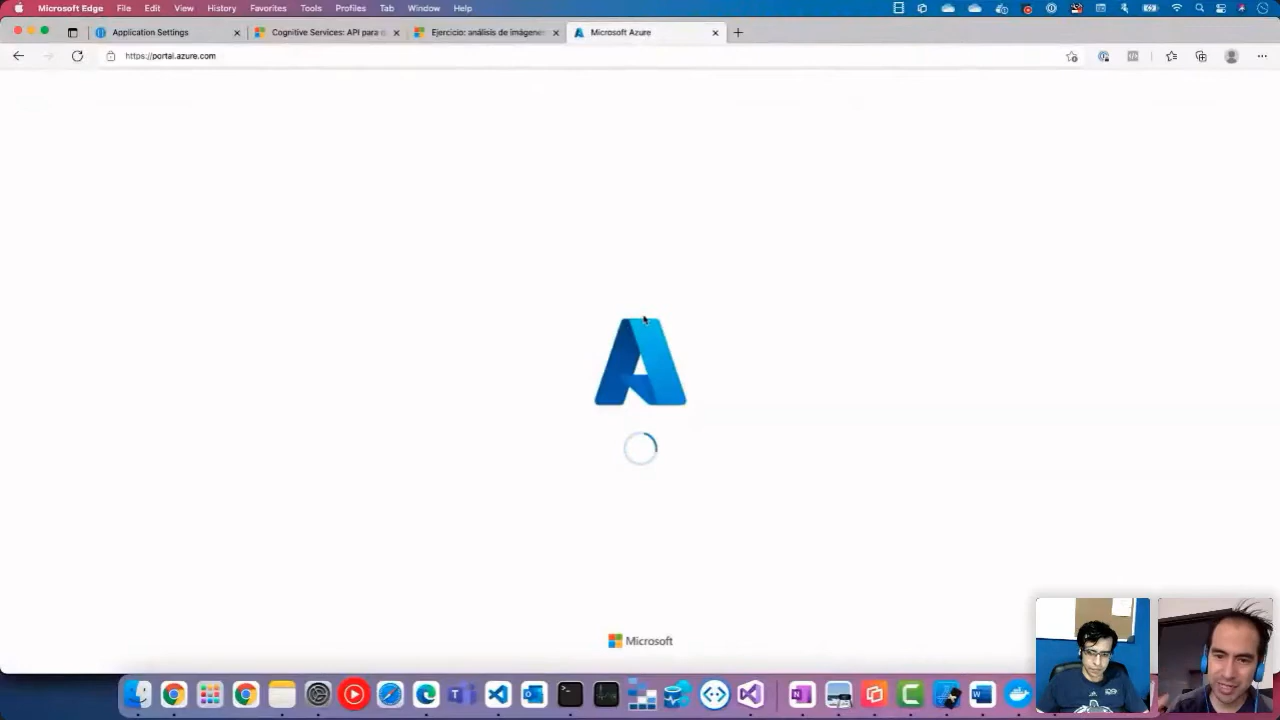 Microsoft Edge File Edit View History Favorites Tools Profiles Tab Window Help
Application Settings
Cognitive Services: API para
Ejercicio: análisis de imágene
Microsoft Azure
https://portal.azure.com
Microsoft